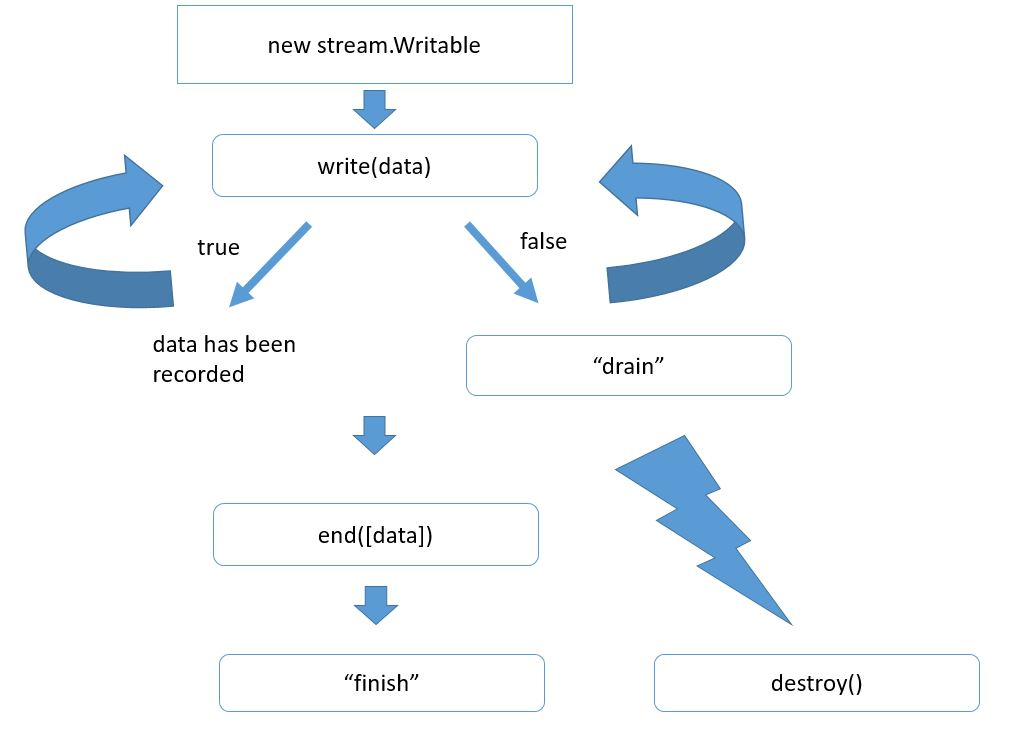 new stream.Writable
write(data)
true
false
data has been
recorded
“drain”
end([data])
“finish”
destroy()